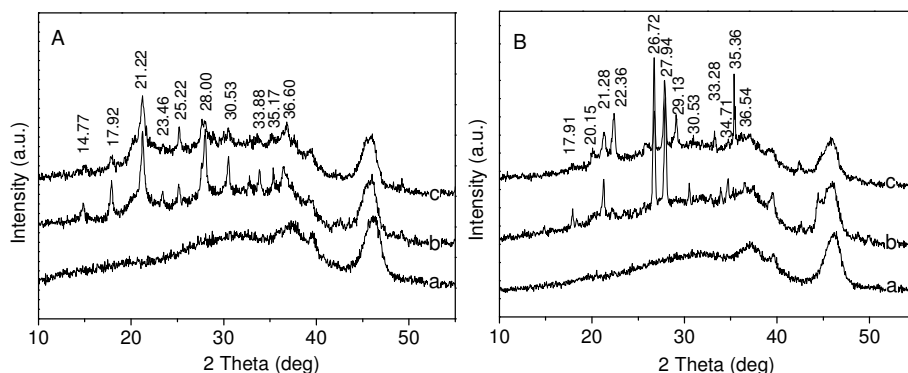 A
14.77
17.92
21.22
23.46
25.22
28.00
30.53
33.88
35.17
36.60
c
b
a
Intensity (a.u.)
10 20 30 40 50
2 Theta (deg)
B
17.91
20.15
21.28
22.36
26.72
27.94
29.13
30.53
33.28
34.71
35.36
36.54
c
b
a
Intensity (a.u.)
10 20 30 40 50
2 Theta (deg)